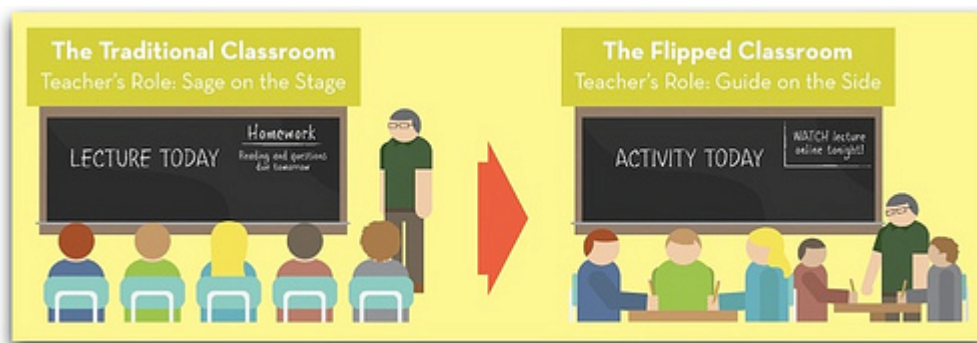 The Traditional Classroom
Teacher's Role: Sage on the Stage
LECTURE TODAY
Homework
Reading and questions
due tomorrow
The Flipped Classroom
Teacher's Role: Guide on the Side
ACTIVITY TODAY
WATCH lecture
online tonight!